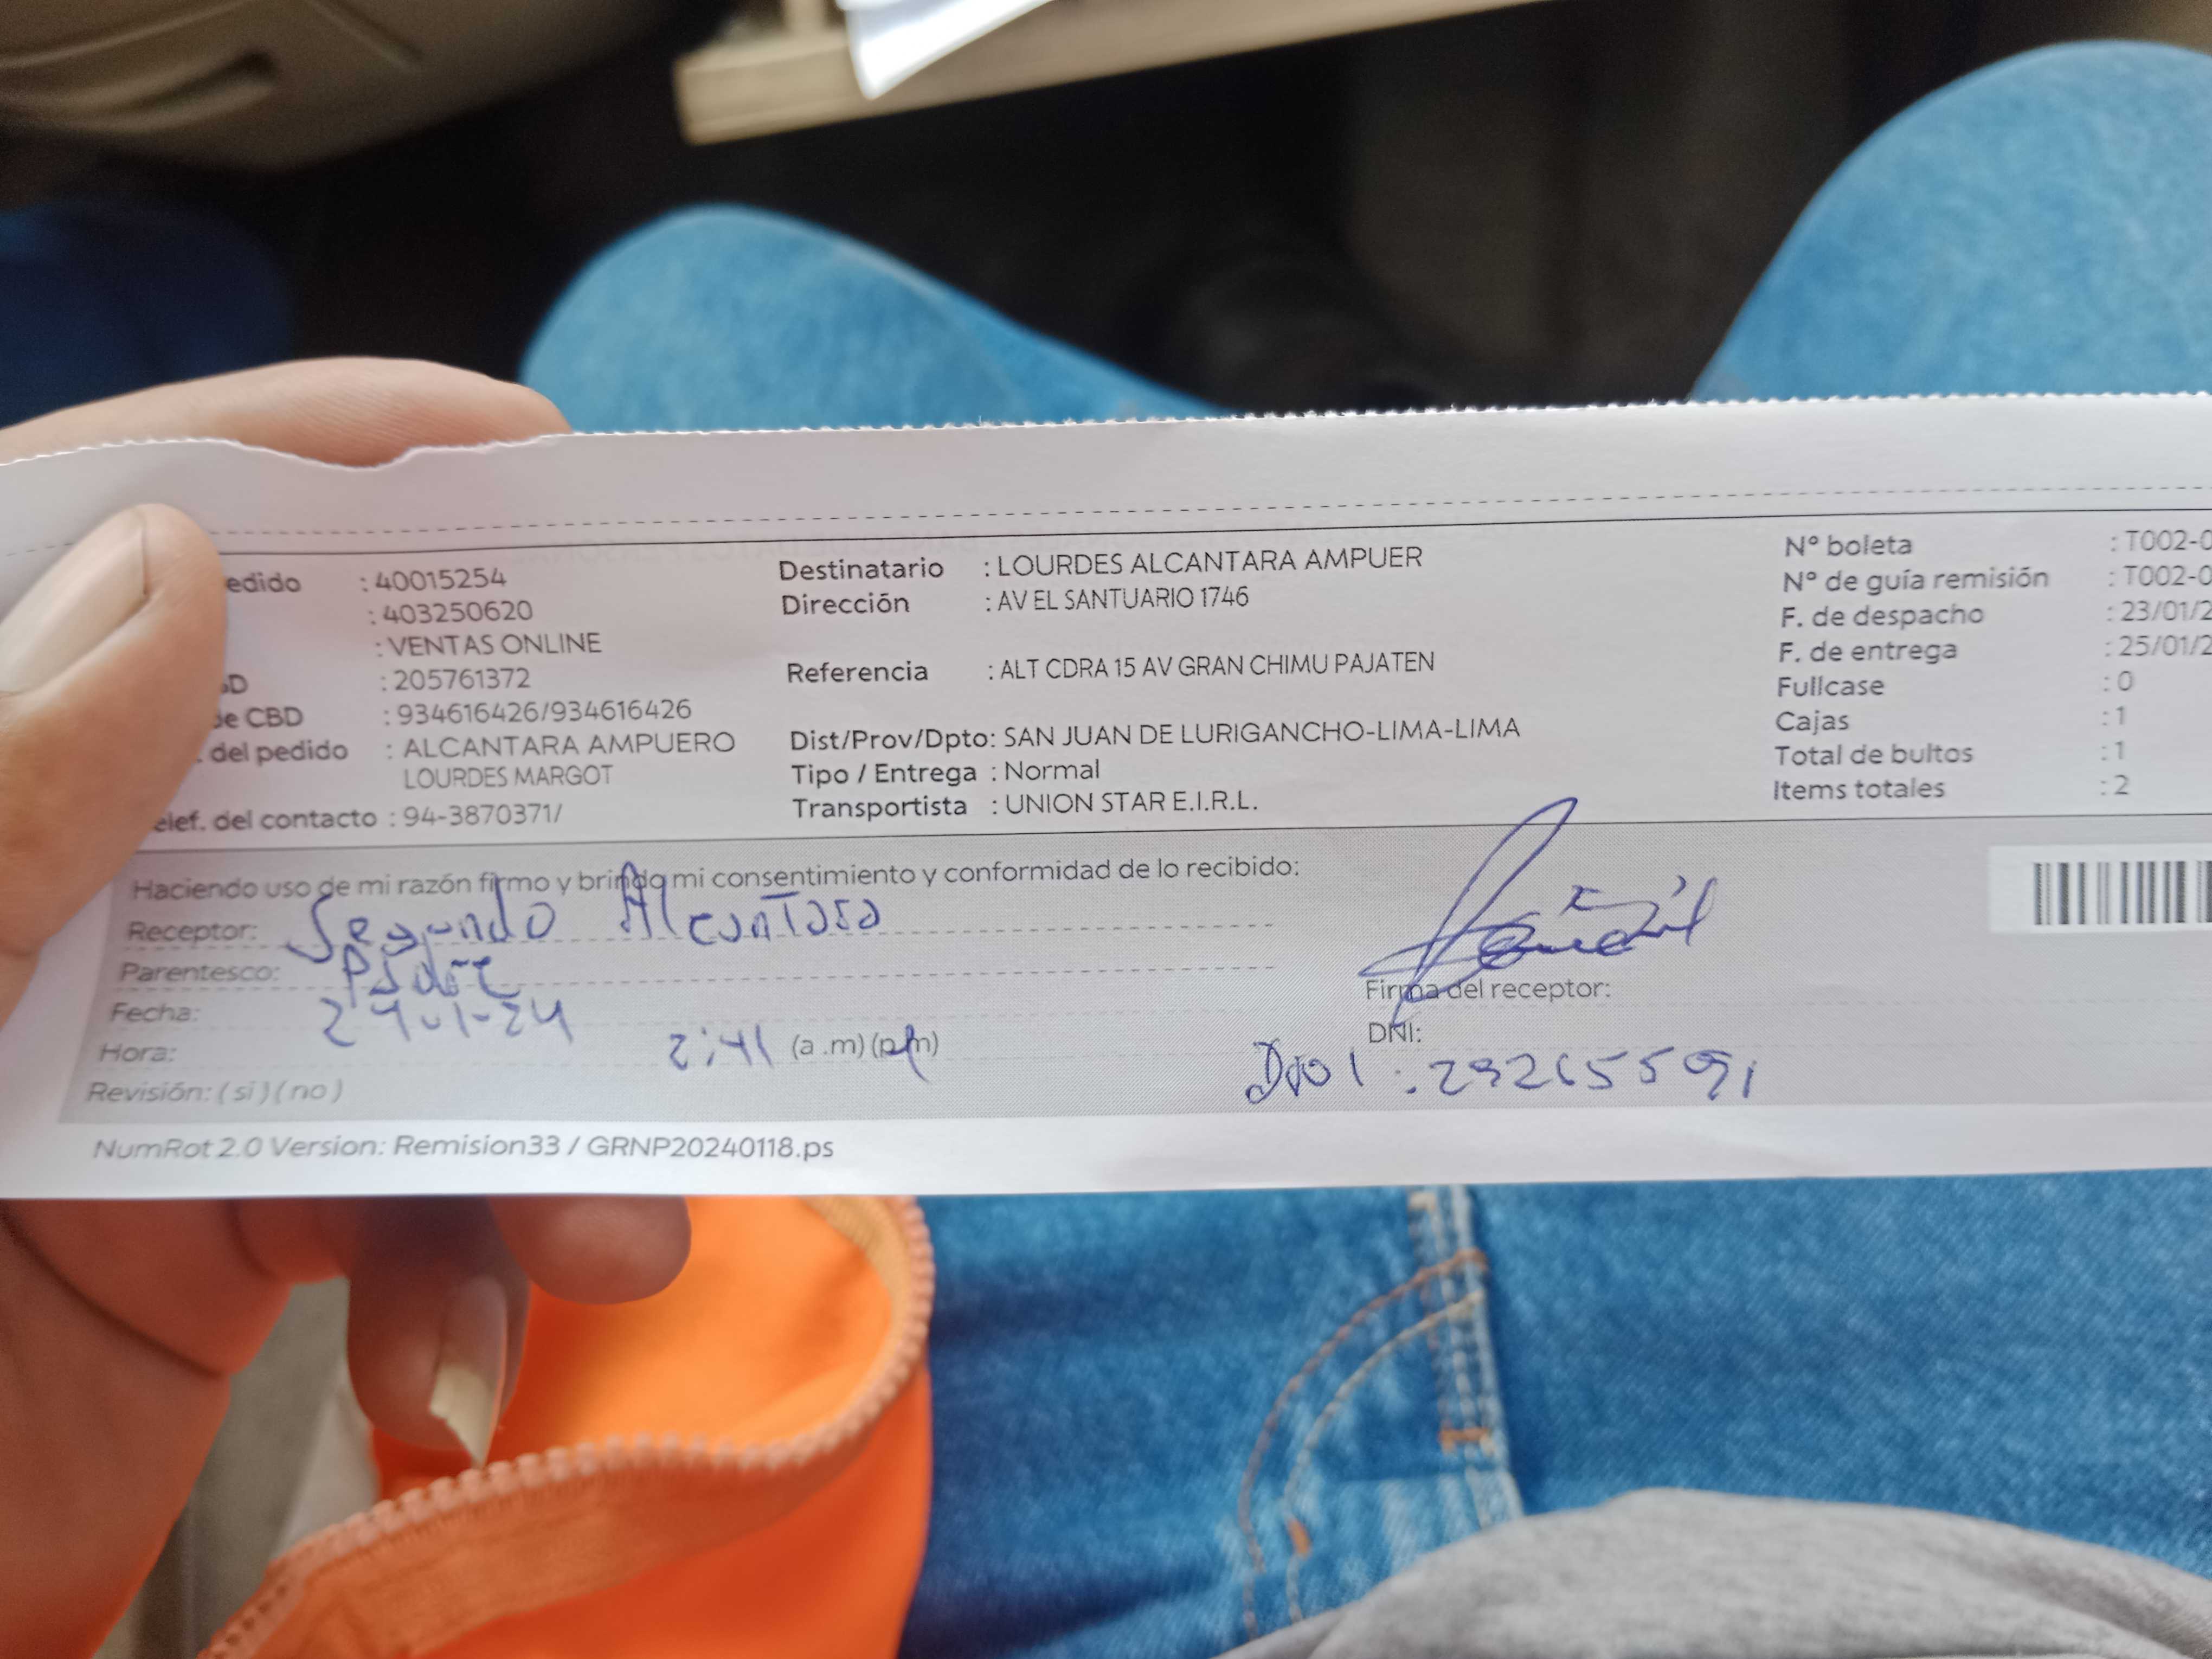 edido : 40015254
: 403250620
: VENTAS ONLINE
D : 205761372
de CBD : 934616426/934616426
. del pedido : ALCANTARA AMPUERO
LOURDES MARGOT
elef. del contacto : 94-3870371/
Destinatario : LOURDES ALCANTARA AMPUER
Dirección : AV EL SANTUARIO 1746
Referencia : ALT CDRA 15 AV GRAN CHIMU PAJATEN
Dist/Prov/Dpto: SAN JUAN DE LURIGANCHO-LIMA-LIMA
Tipo / Entrega : Normal
Transportista : UNION STAR E.I.R.L.
N° boleta : T002-0
N° de guía remisión : T002-0
F. de despacho : 23/01/2
F. de entrega : 25/01/2
Fullcase : 0
Cajas : 1
Total de bultos : 1
Items totales : 2
Haciendo uso de mi razón firmo y brindo mi consentimiento y conformidad de lo recibido:
Receptor: Segundo Alcantara
Parentesco: Padre
Fecha: 24-1-24
Hora: 2:41 (a .m) (p.m)
Revisión: ( si ) ( no )
Firma del receptor:
DNI:
DNI :
NumRot 2.0 Version: Remision33 / GRNP20240118.ps